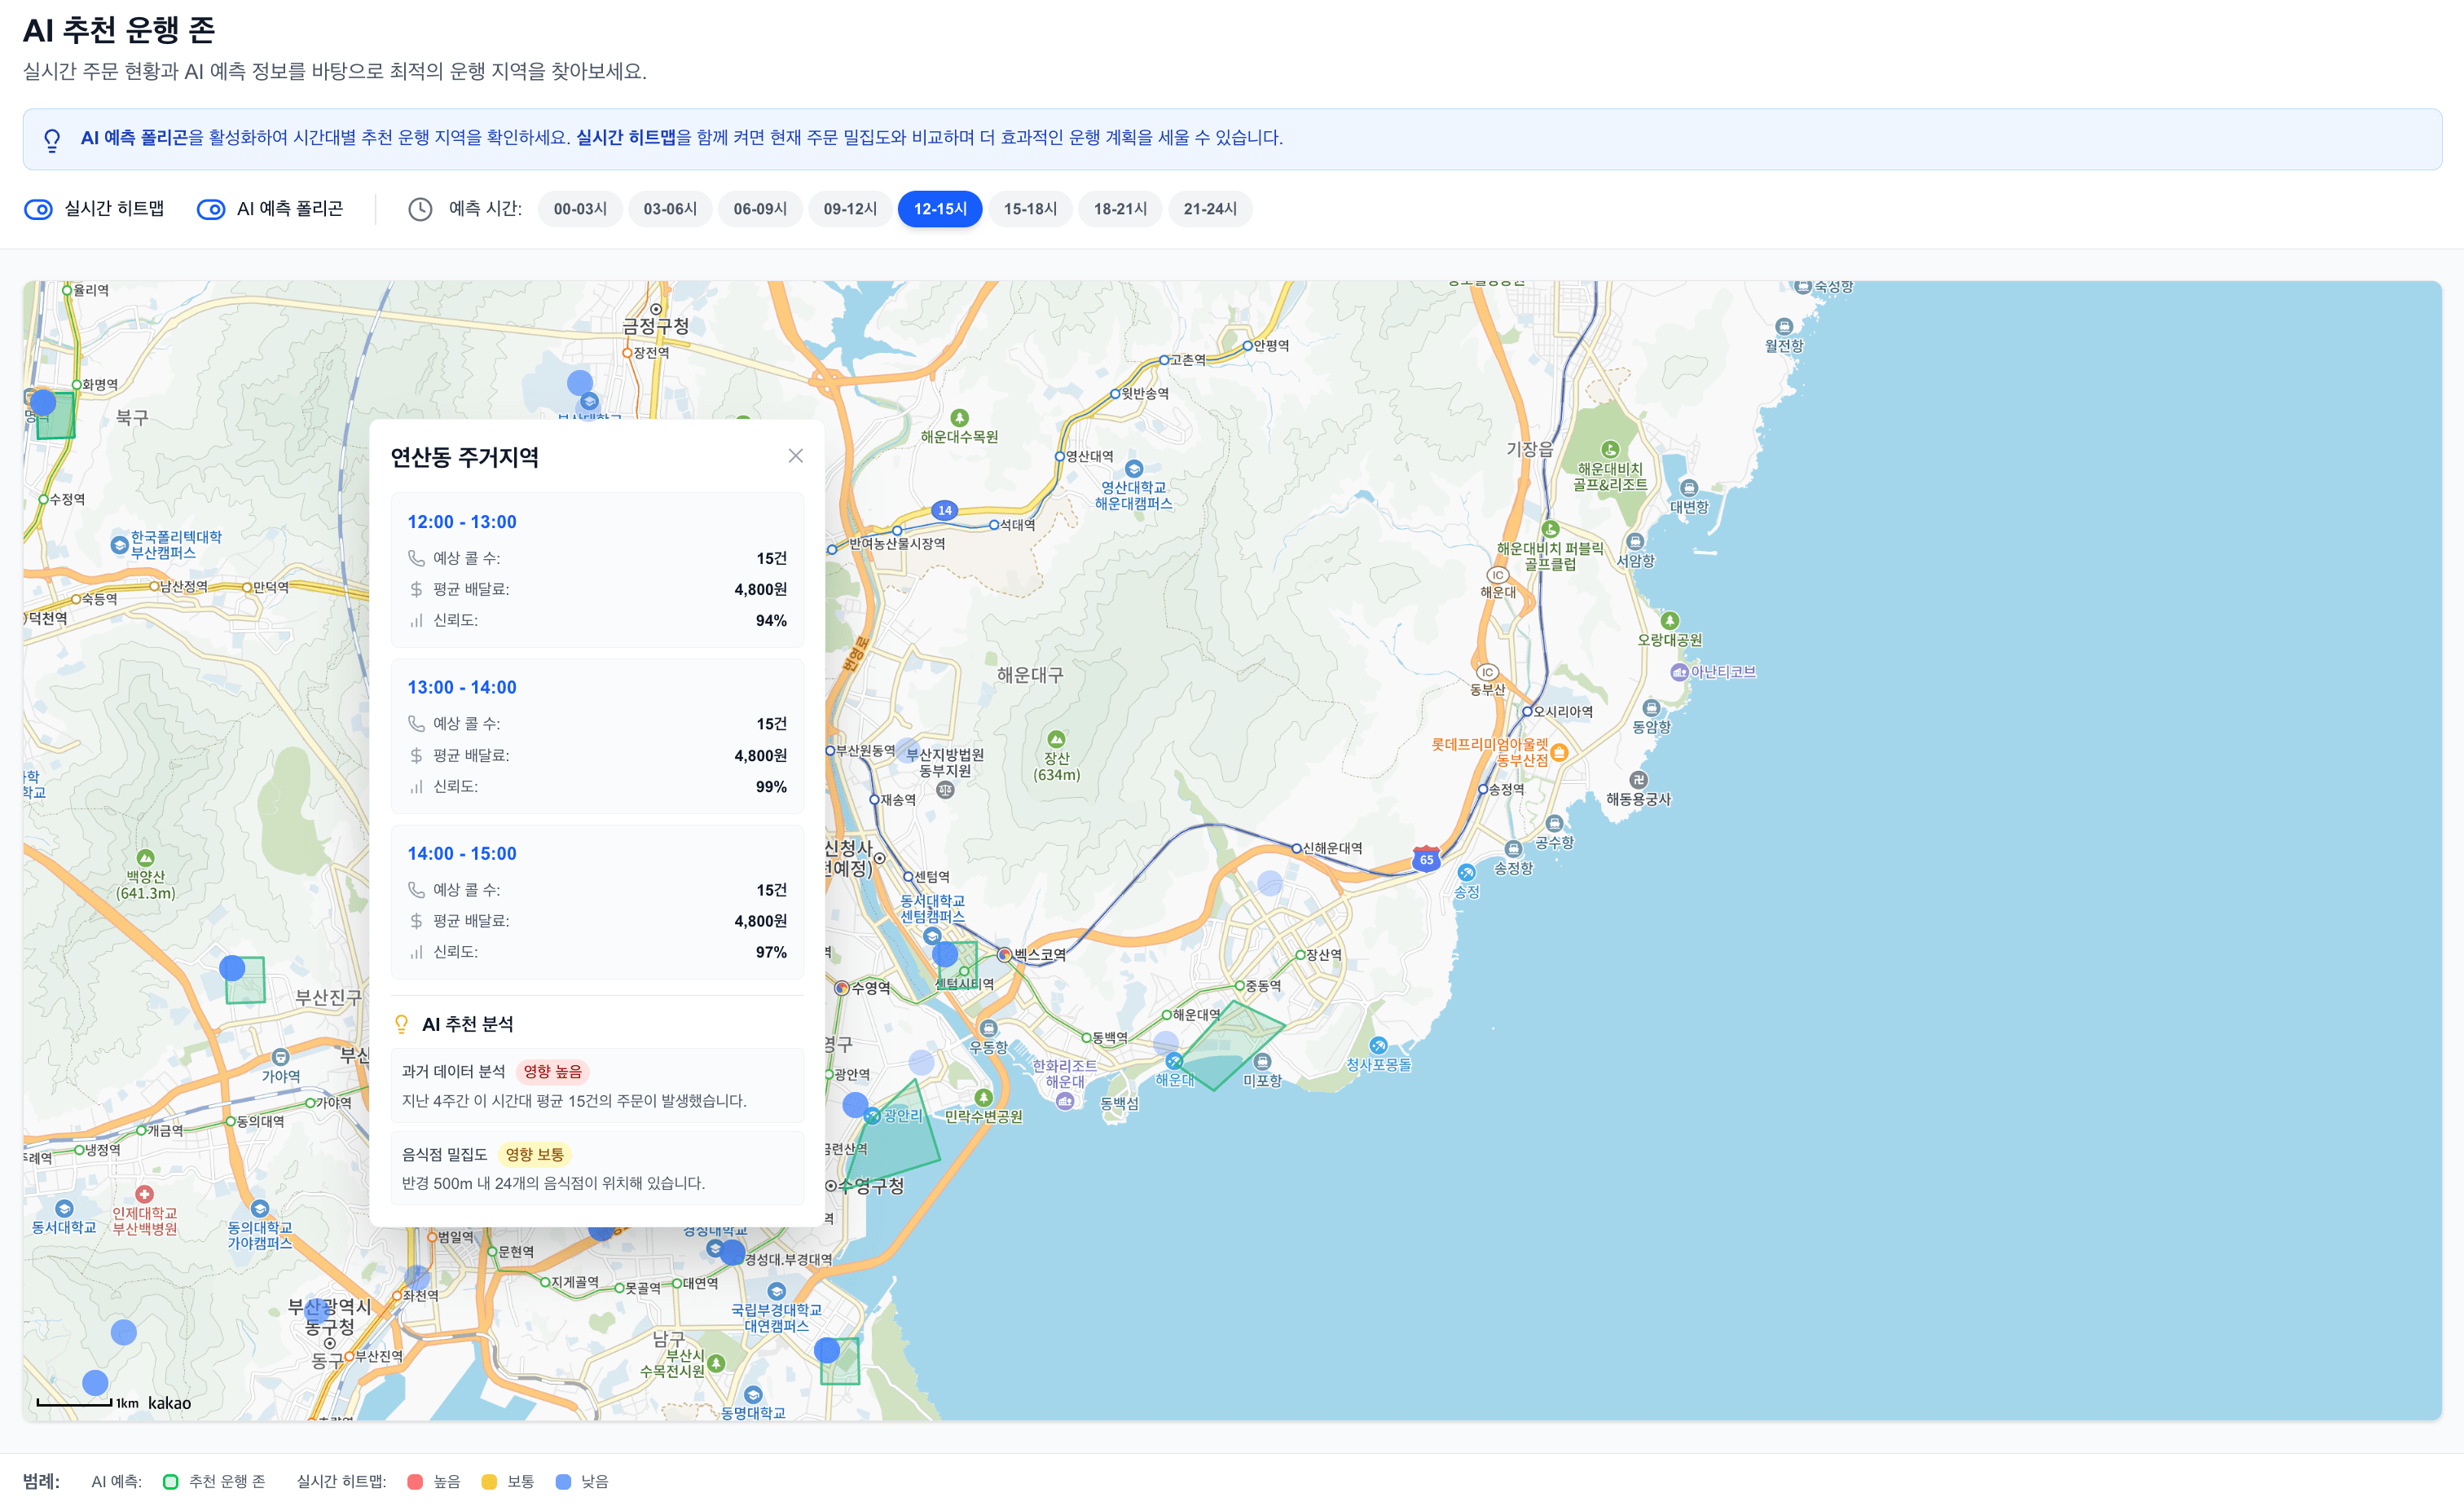 AI 추천 운행 존
실시간 주문 현황과 AI 예측 정보를 바탕으로 최적의 운행 지역을 찾아보세요.
AI 예측 폴리곤을 활성화하여 시간대별 추천 운행 지역을 확인하세요. 실시간 히트맵을 함께 켜면 현재 주문 밀집도와 비교하며 더 효과적인 운행 계획을 세울 수 있습니다.
실시간 히트맵
AI 예측 폴리곤
예측 시간:
00-03시
03-06시
06-09시
09-12시
12-15시
15-18시
18-21시
21-24시
율리역
금정구청
장전역
화명역
북구
수정역
한국폴리텍대학
부산캠퍼스
남산정역
만덕역
숙등역
덕천역
백양산
(641.3m)
부산진구
가야역
가야역
동의대역
개금역
냉정역
동서대학교
인제대학교
부산백병원
동의대학교
가야캠퍼스
연산동 주거지역
12:00 - 13:00
예상 콜 수:
15건
평균 배달료:
4,800원
신뢰도:
94%
13:00 - 14:00
예상 콜 수:
15건
평균 배달료:
4,800원
신뢰도:
99%
14:00 - 15:00
예상 콜 수:
15건
평균 배달료:
4,800원
신뢰도:
97%
AI 추천 분석
과거 데이터 분석
영향 높음
지난 4주간 이 시간대 평균 15건의 주문이 발생했습니다.
음식점 밀집도
영향 보통
반경 500m 내 24개의 음식점이 위치해 있습니다.
숙성항
월전항
안평역
고촌역
윗반송역
해운대수목원
영산대역
영산대학교
해운대캠퍼스
14
석대역
반여농산물시장역
기장읍
해운대비치
골프&리조트
대변항
해운대비치 퍼블릭
골프클럽
서암항
IC
해운대
오랑대공원
번영로
해운대구
IC
동부산
아난티코브
오시리아역
동암항
부산원동역
부산지방법원
동부지원
장산
(634m)
롯데프리미엄아울렛
동부산점
송정역
해동용궁사
재송역
공수항
신해운대역
65
송정항
송정
신청사
센텀역
동서대학교
센텀캠퍼스
벡스코역
장산역
수영역
센텀시티역
중동역
해운대역
우동항
동백역
한화리조트
해운대
해운대
미포항
청사포몽돌
광안역
광안리
민락수변공원
동백섬
금련산역
수영구청
경성대학교
범일역
문현역
경성대.부경대역
지게골역
못골역
대연역
좌천역
부산광역시
동구청
동구
부산진역
국립부경대학교
대연캠퍼스
남구
부산시
수목전시원
동명대학교
1km
kakao
범례:
AI 예측:
추천 운행 존
실시간 히트맵:
높음
보통
낮음